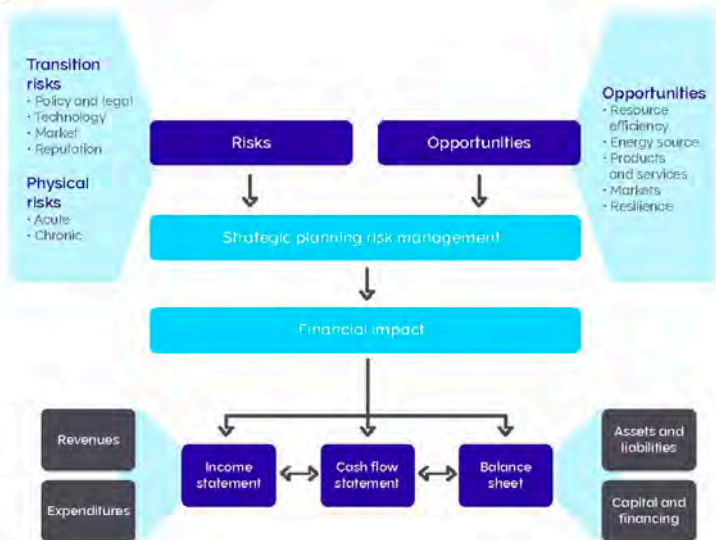 Transition
risks
• Policy and legal
• Technology
• Market
• Reputation
Physical
risks
• Acute
• Chronic
Risks
Opportunities
Opportunities
• Resource
efficiency
• Energy source
• Products
and services
• Markets
• Resilience
Strategic planning risk management
Financial impact
Revenues
Expenditures
Income
statement
Cash flow
statement
Balance
sheet
Assets and
liabilities
Capital and
financing